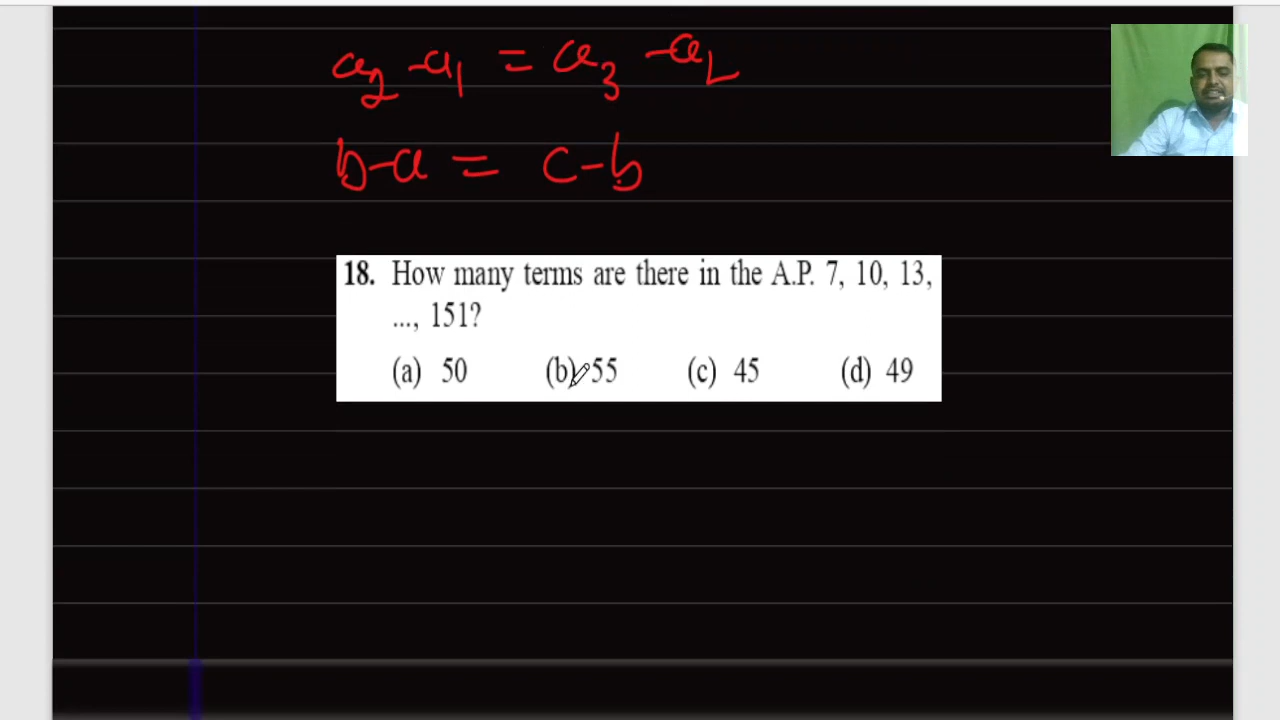 a2 - a1 = a3 - a2
b - a = c - b
18. How many terms are there in the A.P. 7, 10, 13,
..., 151?
(a) 50 (b) 55 (c) 45 (d) 49